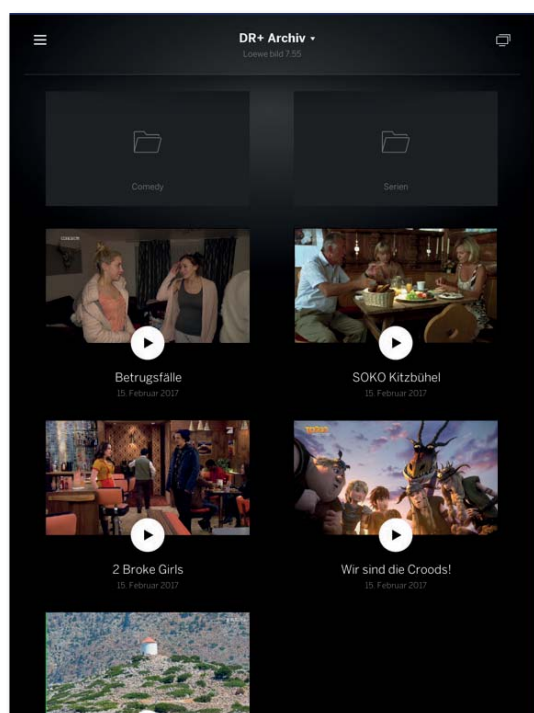 DR+ Archiv
Loewe bild 7.55
Comedy
Serien
Betrugsfälle
15. Februar 2017
SOKO Kitzbühel
15. Februar 2017
2 Broke Girls
15. Februar 2017
Wir sind die Croods!
15. Februar 2017